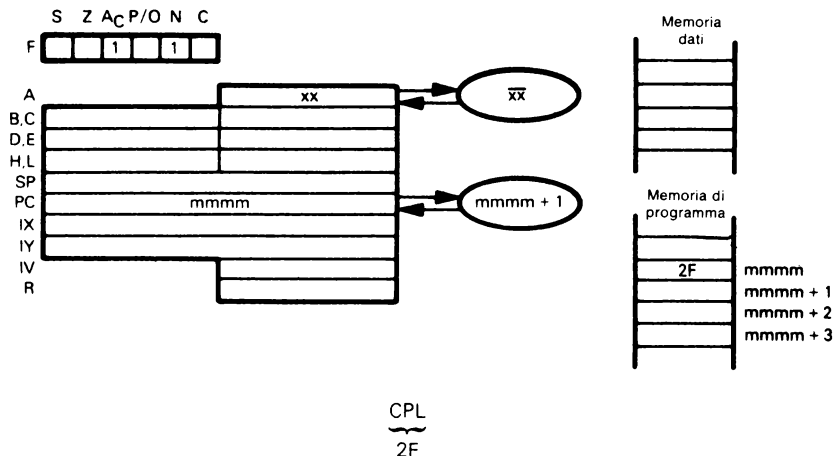 S Z AC P/O N C
F 1 1
A xx x̅x̅
B,C
D,E
H,L
SP
PC mmmm mmmm + 1
IX
IY
IV
R
Memoria
dati
Memoria di
programma
2F mmmm
mmmm + 1
mmmm + 2
mmmm + 3
CPL
2F